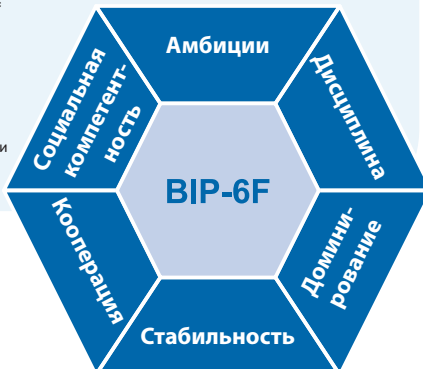 Амбиции
Дисциплина
Домини-
рование
Стабильность
Кооперация
Социальная
компетент-
ность
BIP-6F
и